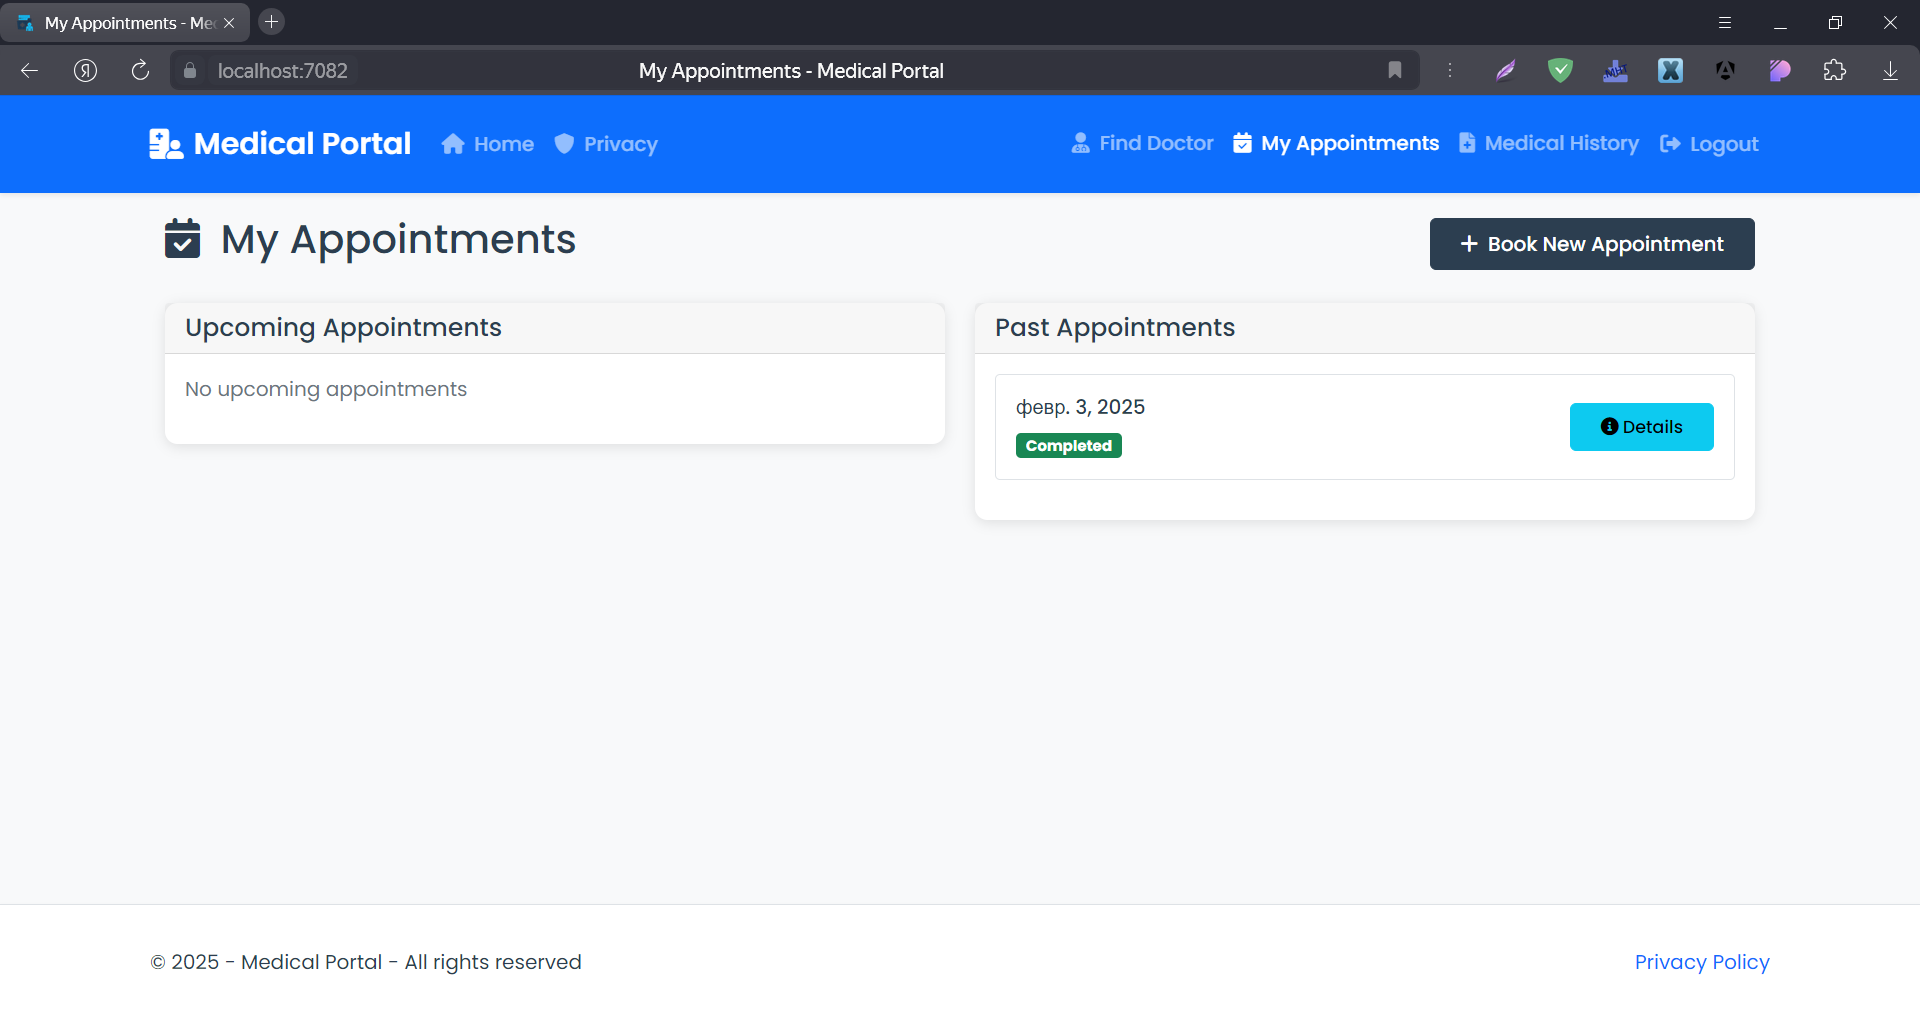 My Appointments - Me
localhost:7082
My Appointments - Medical Portal
Medical Portal
Home
Privacy
Find Doctor
My Appointments
Medical History
Logout
My Appointments
+ Book New Appointment
Upcoming Appointments
No upcoming appointments
Past Appointments
февр. 3, 2025
Completed
Details
© 2025 - Medical Portal - All rights reserved
Privacy Policy